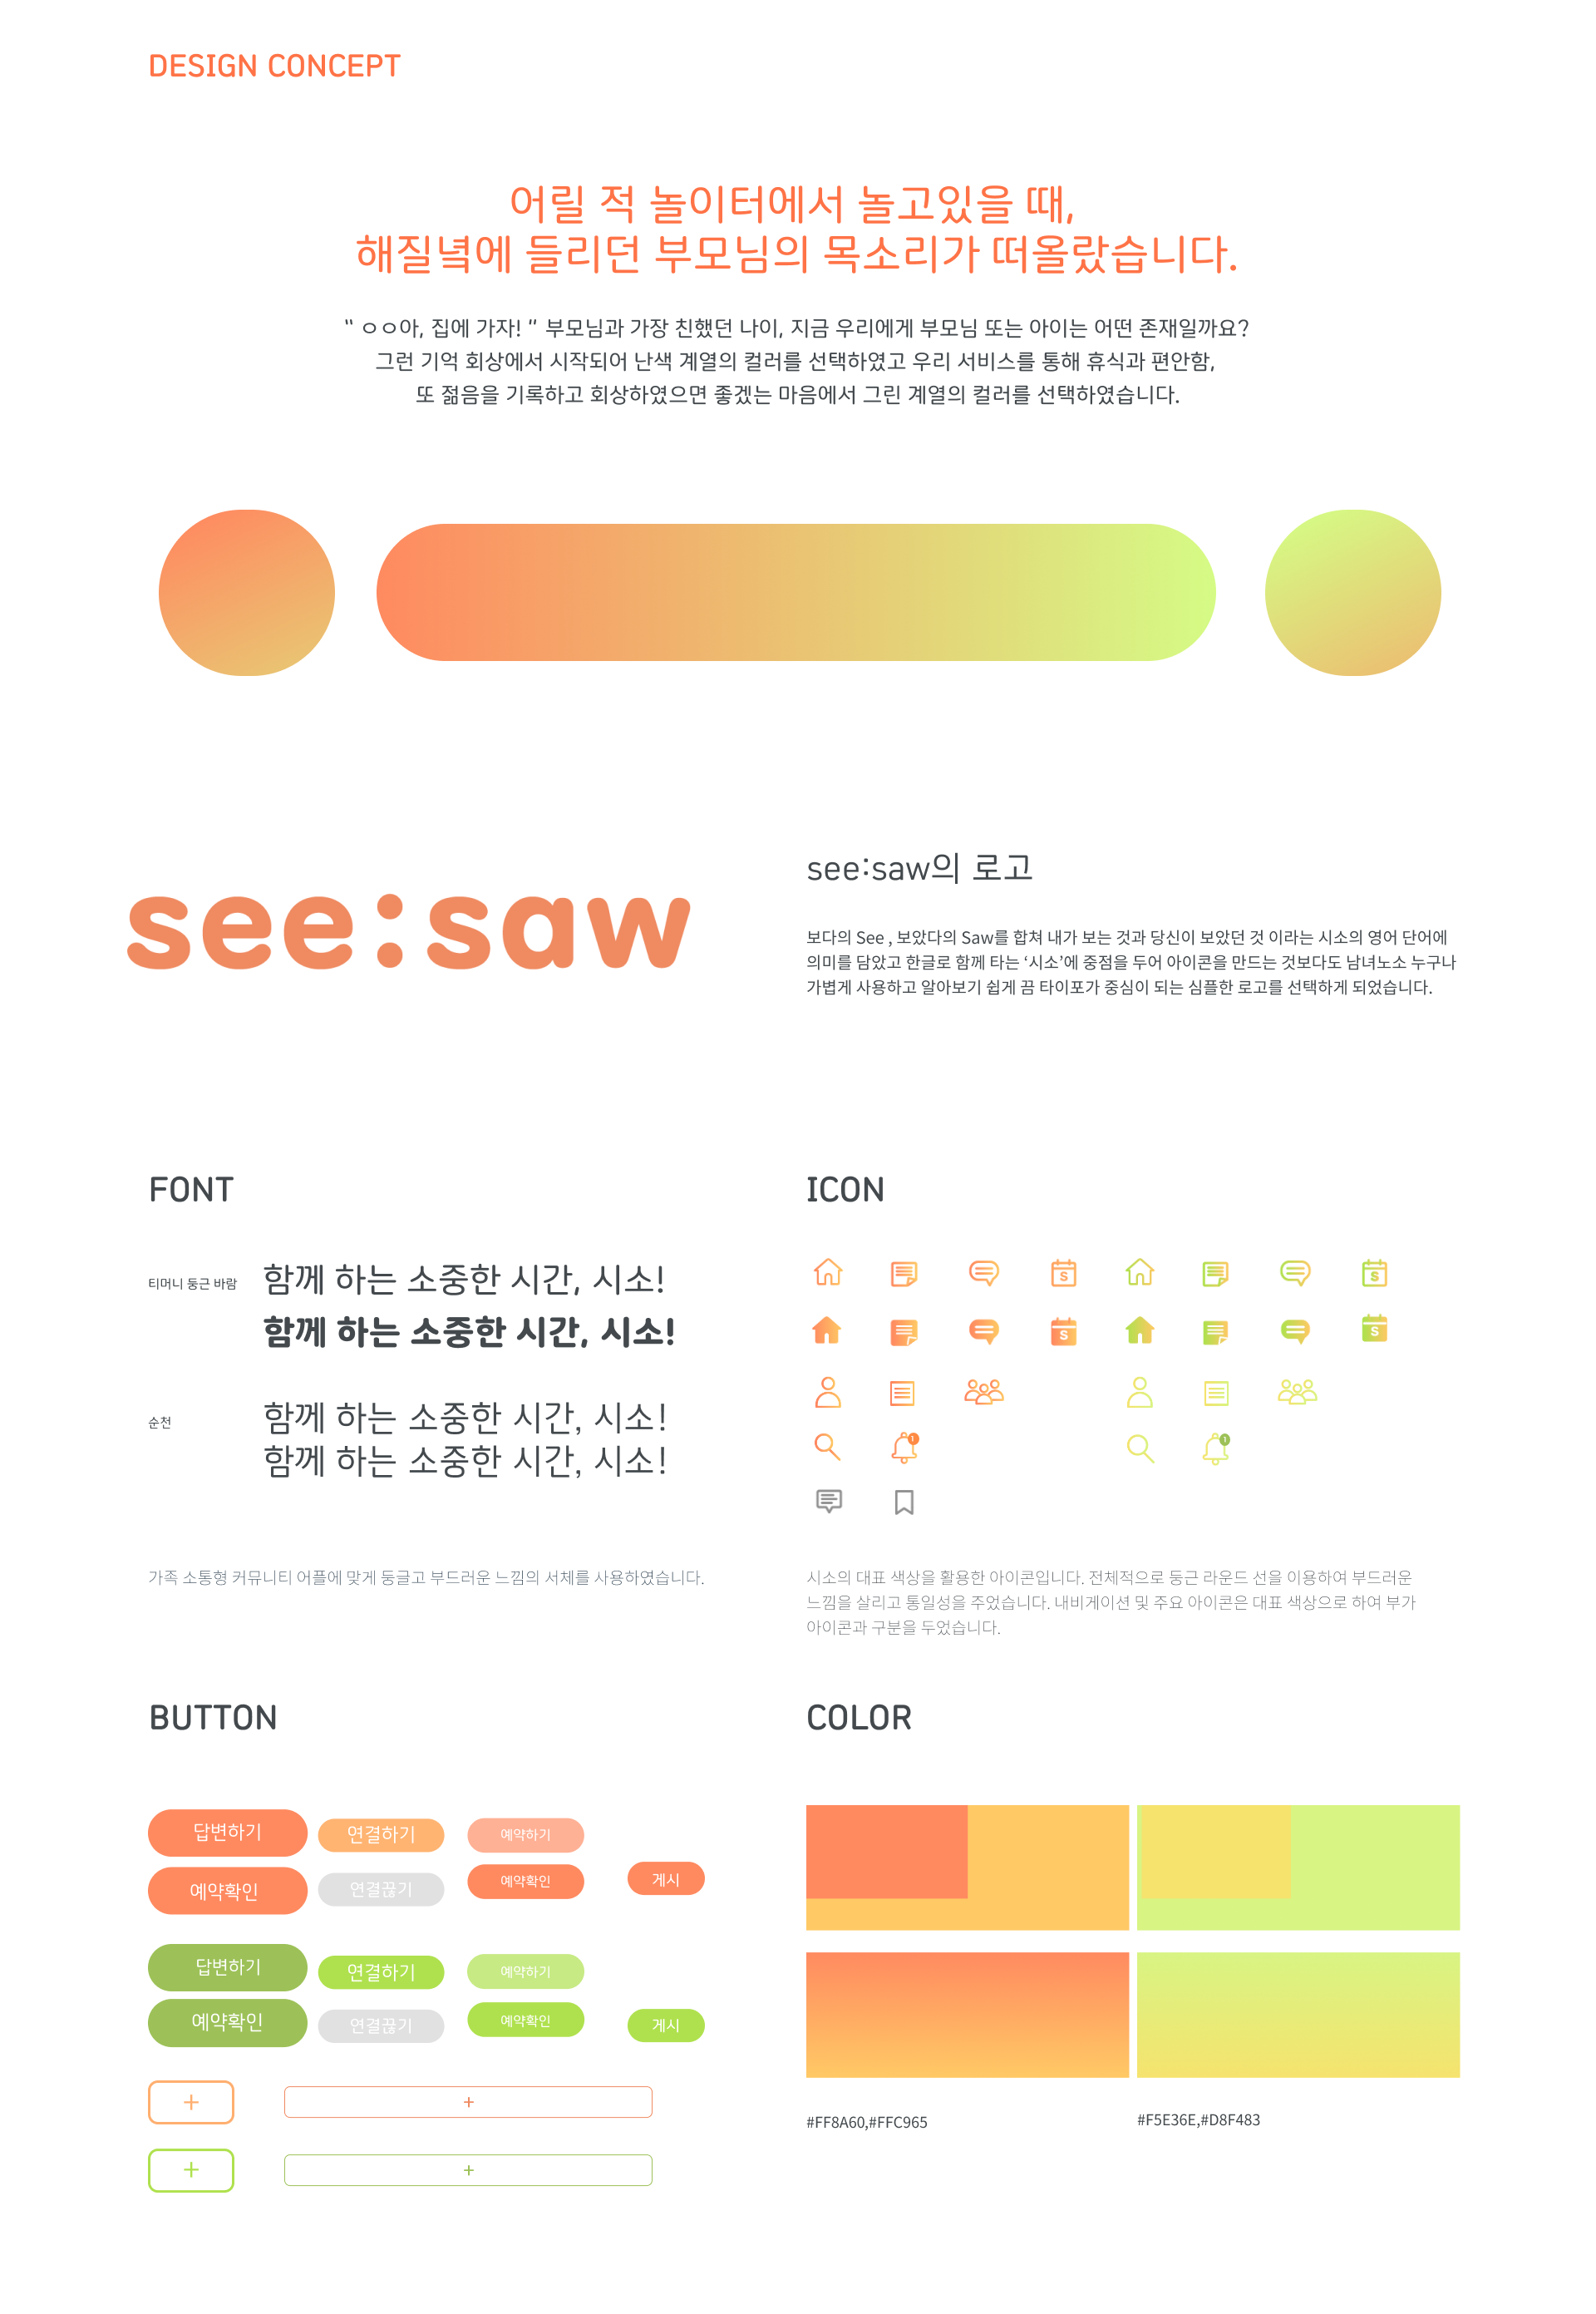 DESIGN CONCEPT
어릴 적 놀이터에서 놀고있을 때,
해질녘에 들리던 부모님의 목소리가 떠올랐습니다.
“ ㅇㅇ아, 집에 가자! ” 부모님과 가장 친했던 나이, 지금 우리에게 부모님 또는 아이는 어떤 존재일까요?
그런 기억 회상에서 시작되어 난색 계열의 컬러를 선택하였고 우리 서비스를 통해 휴식과 편안함,
또 젊음을 기록하고 회상하였으면 좋겠는 마음에서 그린 계열의 컬러를 선택하였습니다.
see:saw
see:saw의 로고
보다의 See , 보았다의 Saw를 합쳐 내가 보는 것과 당신이 보았던 것 이라는 시소의 영어 단어에
의미를 담았고 한글로 함께 타는 ‘시소’에 중점을 두어 아이콘을 만드는 것보다도 남녀노소 누구나
가볍게 사용하고 알아보기 쉽게 끔 타이포가 중심이 되는 심플한 로고를 선택하게 되었습니다.
FONT
티머니 둥근 바람
함께 하는 소중한 시간, 시소!
함께 하는 소중한 시간, 시소!
순천
함께 하는 소중한 시간, 시소!
함께 하는 소중한 시간, 시소!
가족 소통형 커뮤니티 어플에 맞게 둥글고 부드러운 느낌의 서체를 사용하였습니다.
ICON
S S
S S
1 1
시소의 대표 색상을 활용한 아이콘입니다. 전체적으로 둥근 라운드 선을 이용하여 부드러운
느낌을 살리고 통일성을 주었습니다. 내비게이션 및 주요 아이콘은 대표 색상으로 하여 부가
아이콘과 구분을 두었습니다.
BUTTON
답변하기 연결하기 예약하기
예약확인 연결끊기 예약확인 게시
답변하기 연결하기 예약하기
예약확인 연결끊기 예약확인 게시
+ +
+ +
COLOR
#FF8A60,#FFC965
#F5E36E,#D8F483